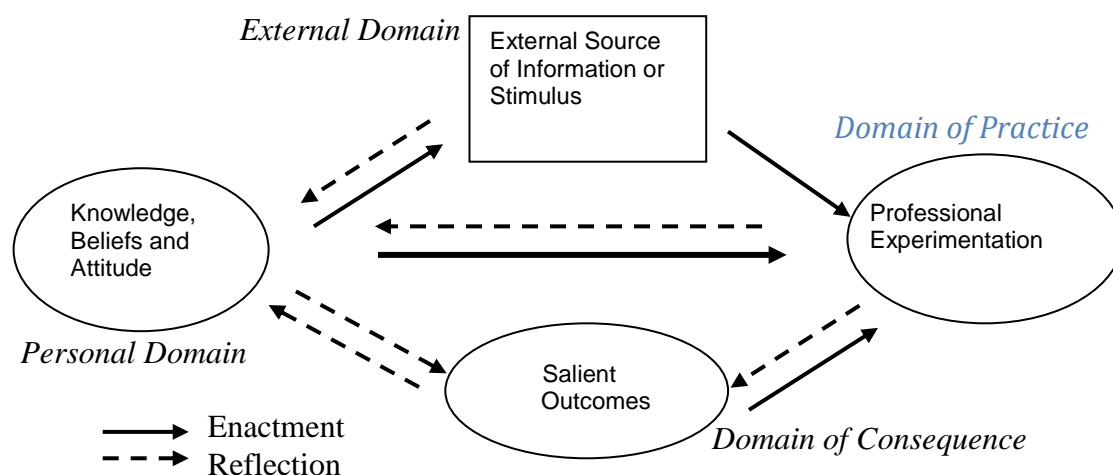 External Domain
External Source
of Information or
Stimulus
Domain of Practice
Knowledge,
Beliefs and
Attitude
Professional
Experimentation
Personal Domain
Salient
Outcomes
Enactment
Domain of Consequence
Reflection